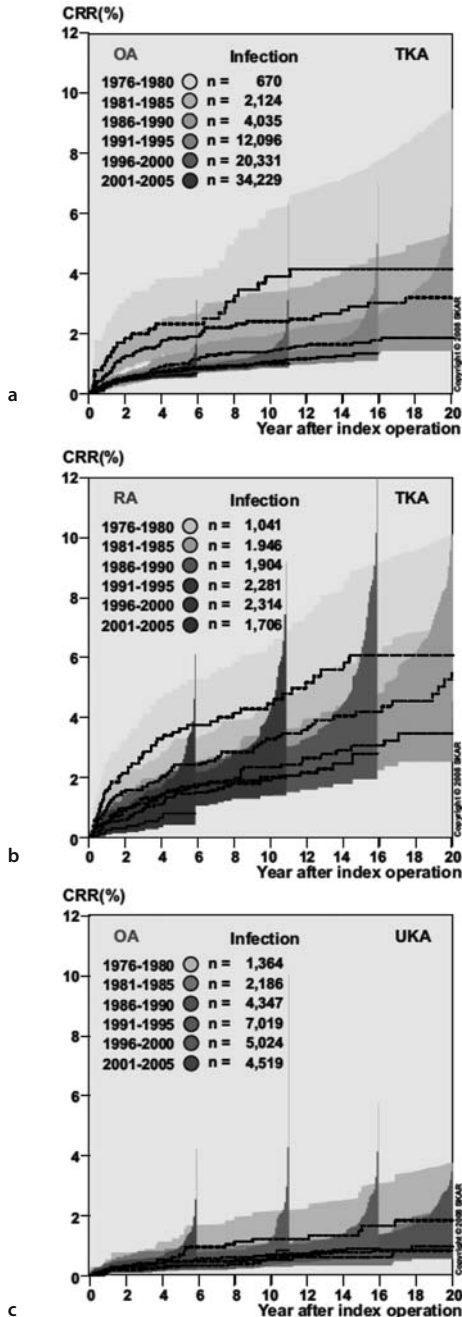 CRR(%)
OA Infection TKA
1976-1980 n = 670
1981-1985 n = 2,124
1986-1990 n = 4,035
1991-1995 n = 12,096
1996-2000 n = 20,331
2001-2005 n = 34,229
12
10
8
6
4
2
0
0 2 4 6 8 10 12 14 16 18 20
Year after index operation
Copyright © 2008 SKAR
a
CRR(%)
RA Infection TKA
1976-1980 n = 1,041
1981-1985 n = 1.946
1986-1990 n = 1,904
1991-1995 n = 2,281
1996-2000 n = 2,314
2001-2005 n = 1,706
12
10
8
6
4
2
0
0 2 4 6 8 10 12 14 16 18 20
Year after index operation
Copyright © 2008 SKAR
b
CRR(%)
OA Infection UKA
1976-1980 n = 1,364
1981-1985 n = 2,186
1986-1990 n = 4,347
1991-1995 n = 7,019
1996-2000 n = 5,024
2001-2005 n = 4,519
12
10
8
6
4
2
0
0 2 4 6 8 10 12 14 16 18 20
Year after index operation
Copyright © 2008 SKAR
c